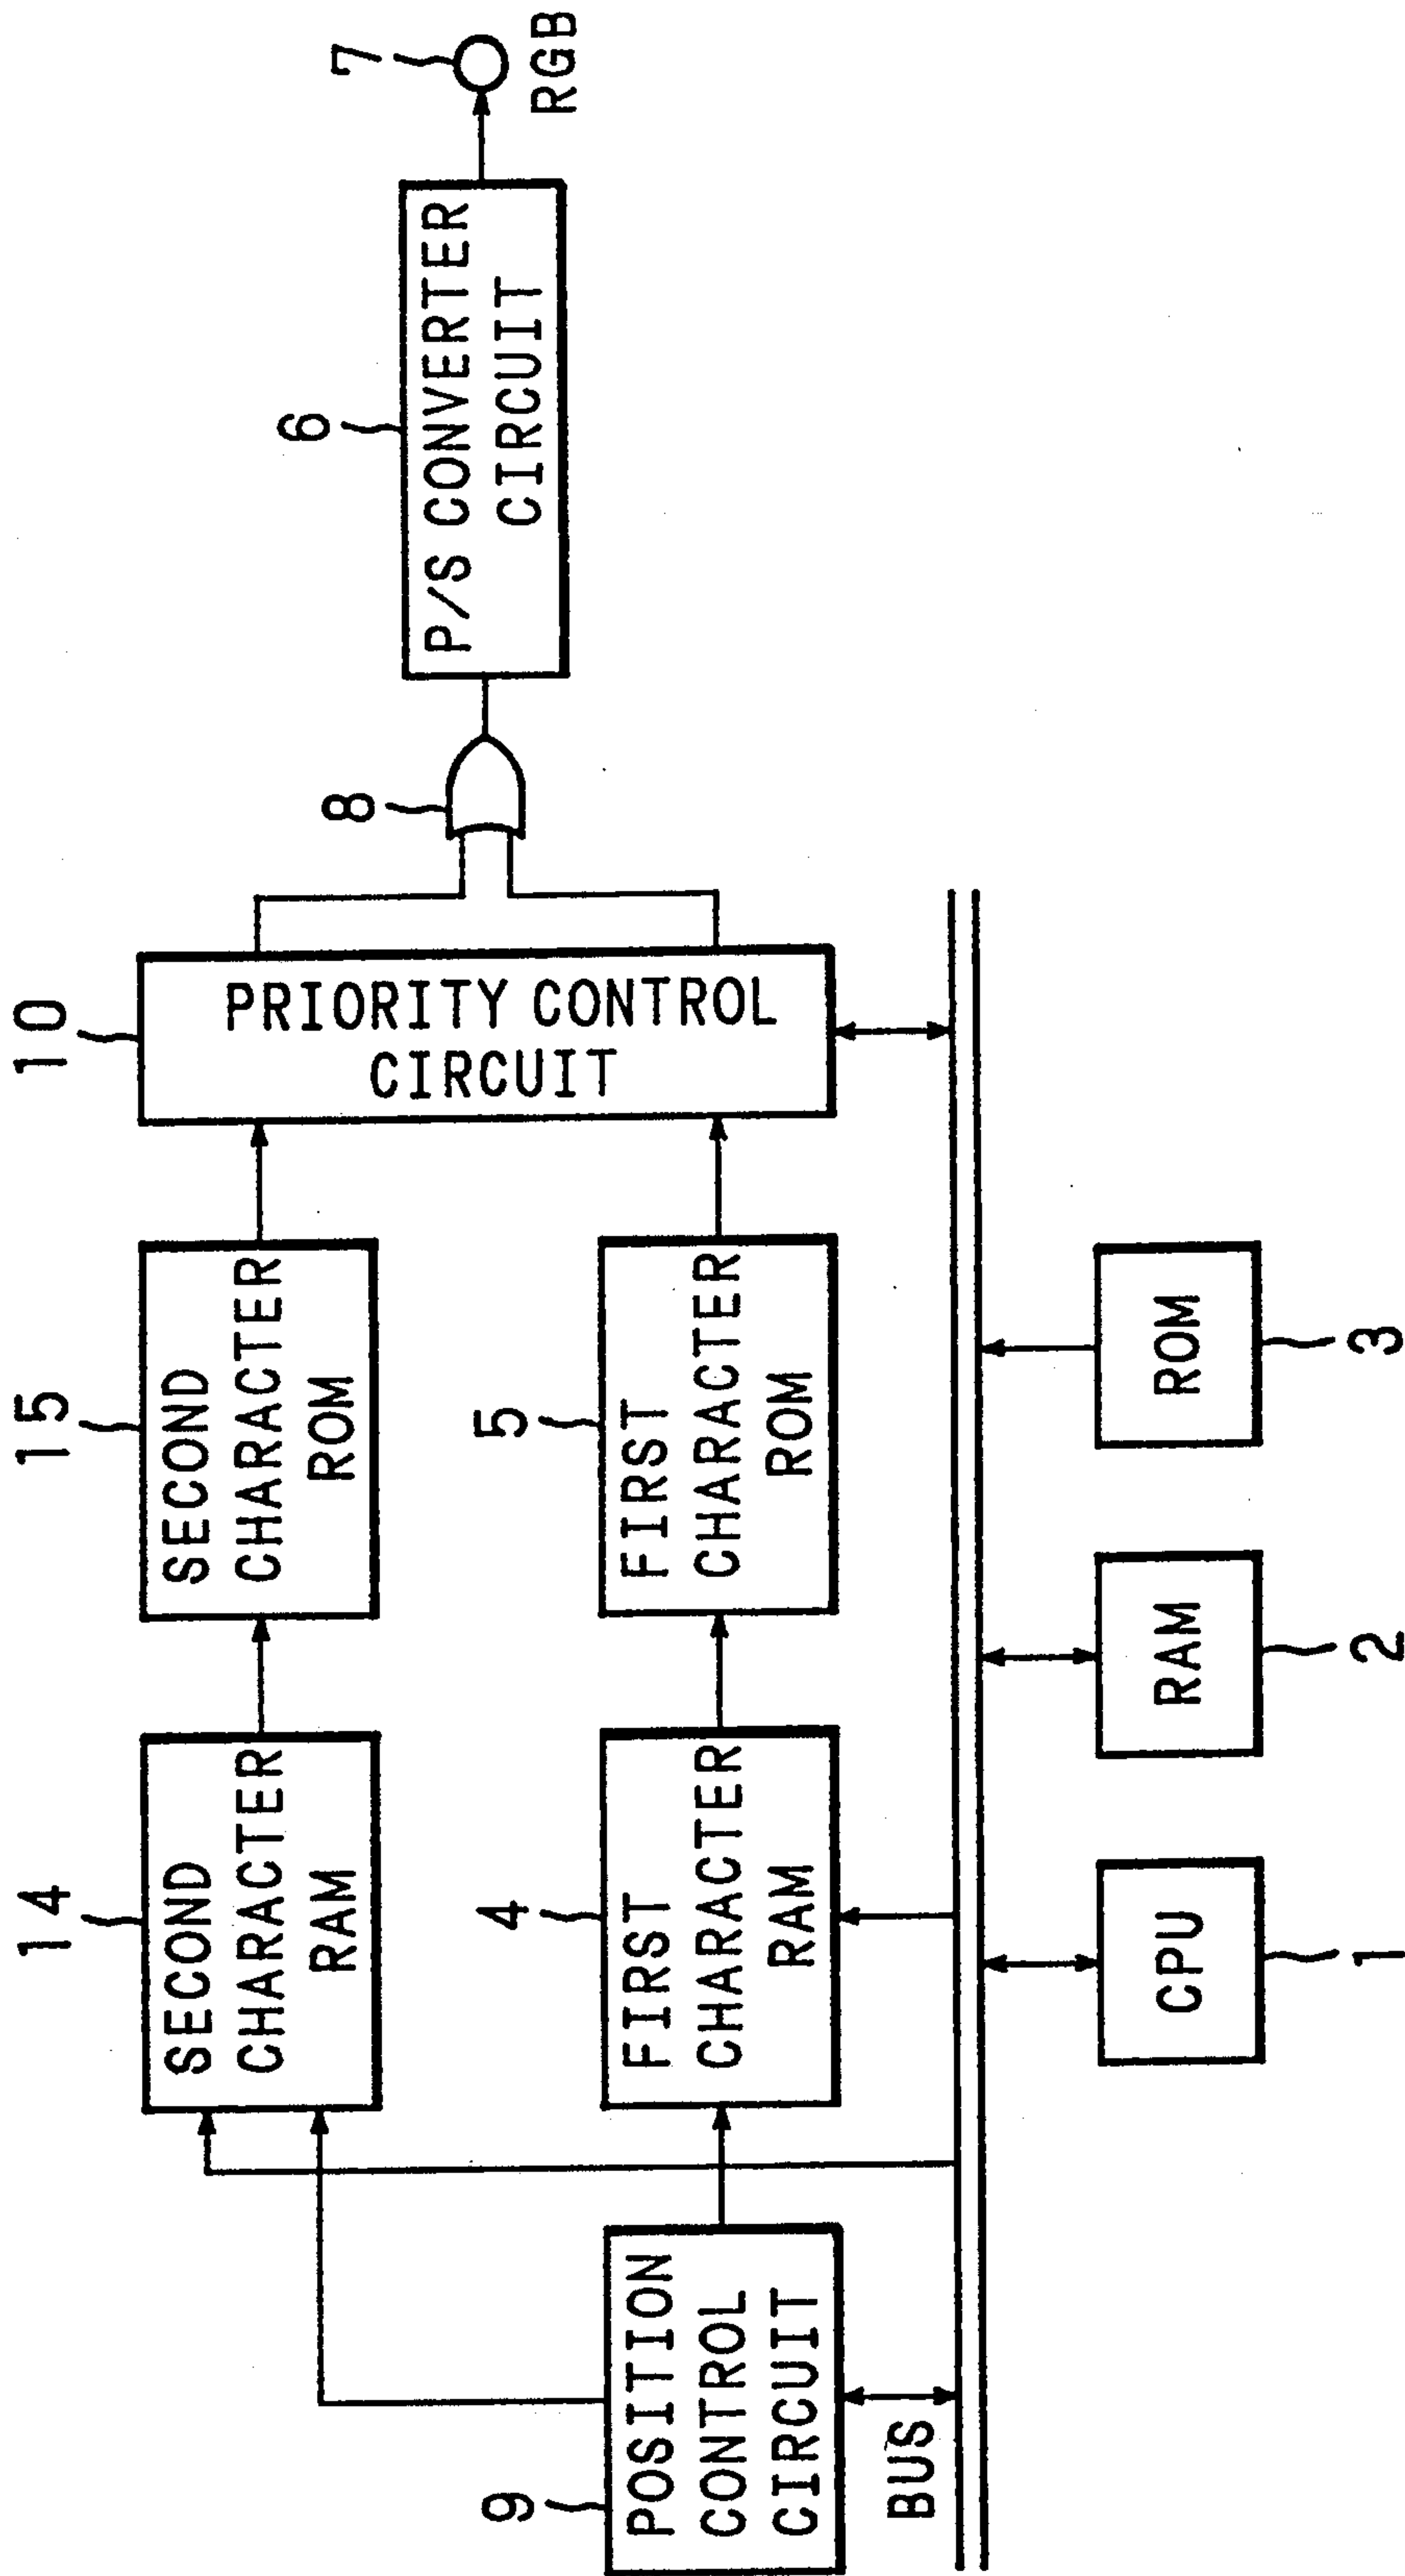 14
SECOND
CHARACTER
RAM
15
SECOND
CHARACTER
ROM
10
PRIORITY CONTROL
CIRCUIT
8
6
P/S CONVERTER
CIRCUIT
7
RGB
9
POSITION
CONTROL
CIRCUIT
4
FIRST
CHARACTER
RAM
5
FIRST
CHARACTER
ROM
BUS
CPU
1
RAM
2
ROM
3